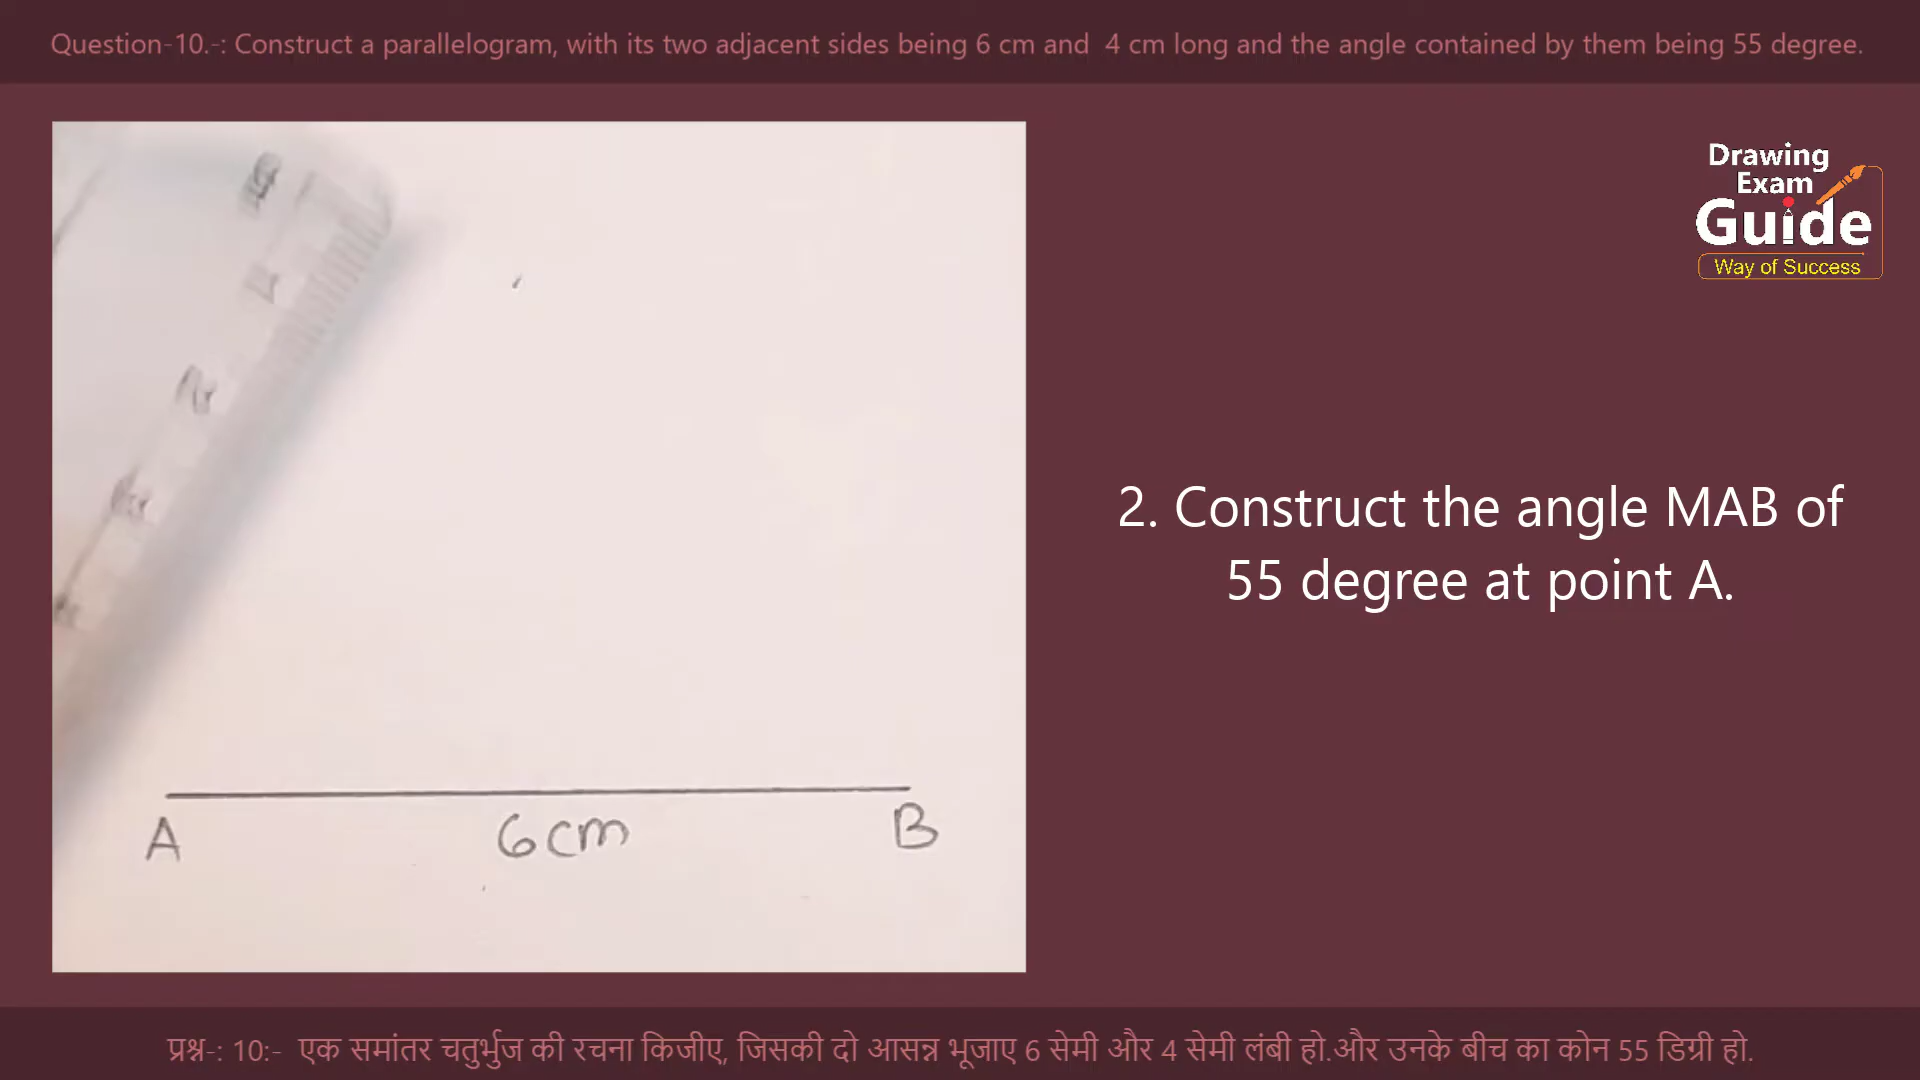 Question-10.-: Construct a parallelogram, with its two adjacent sides being 6 cm and  4 cm long and the angle contained by them being 55 degree.
Drawing
Exam
Guide
Way of Success
2. Construct the angle MAB of
55 degree at point A.
A 6cm B
प्रश्न-: 10:-  एक समांतर चतुर्भुज की रचना किजीए, जिसकी दो आसन्न भूजाए 6 सेमी और 4 सेमी लंबी हो.और उनके बीच का कोन 55 डिग्री हो.